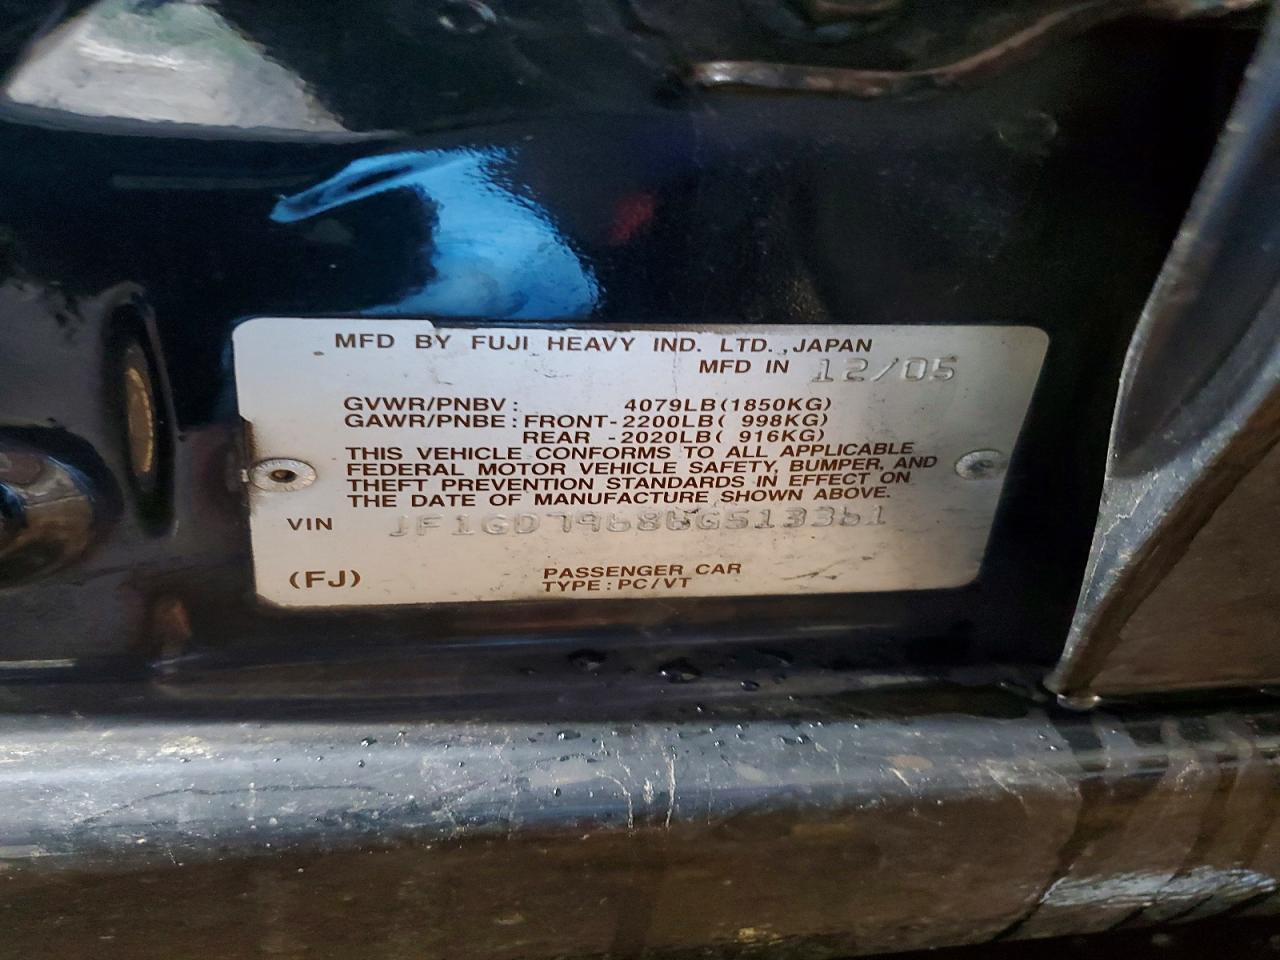 MFD BY FUJI HEAVY IND. LTD., JAPAN
MFD IN 12/05
GVWR/PNBV: 4079LB(1850KG)
GAWR/PNBE: FRONT-2200LB( 998KG)
REAR -2020LB( 916KG)
THIS VEHICLE CONFORMS TO ALL APPLICABLE
FEDERAL MOTOR VEHICLE SAFETY, BUMPER, AND
THEFT PREVENTION STANDARDS IN EFFECT ON
THE DATE OF MANUFACTURE SHOWN ABOVE.
VIN JF1GD79686G513361
(FJ) PASSENGER CAR
TYPE: PC/VT